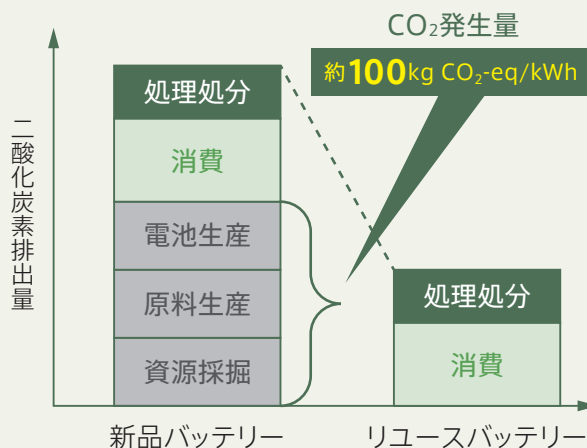 CO₂発生量
約100kg CO₂-eq/kWh
二酸化炭素排出量
処理処分
消費
電池生産
原料生産
資源採掘
処理処分
消費
新品バッテリー
リユースバッテリー